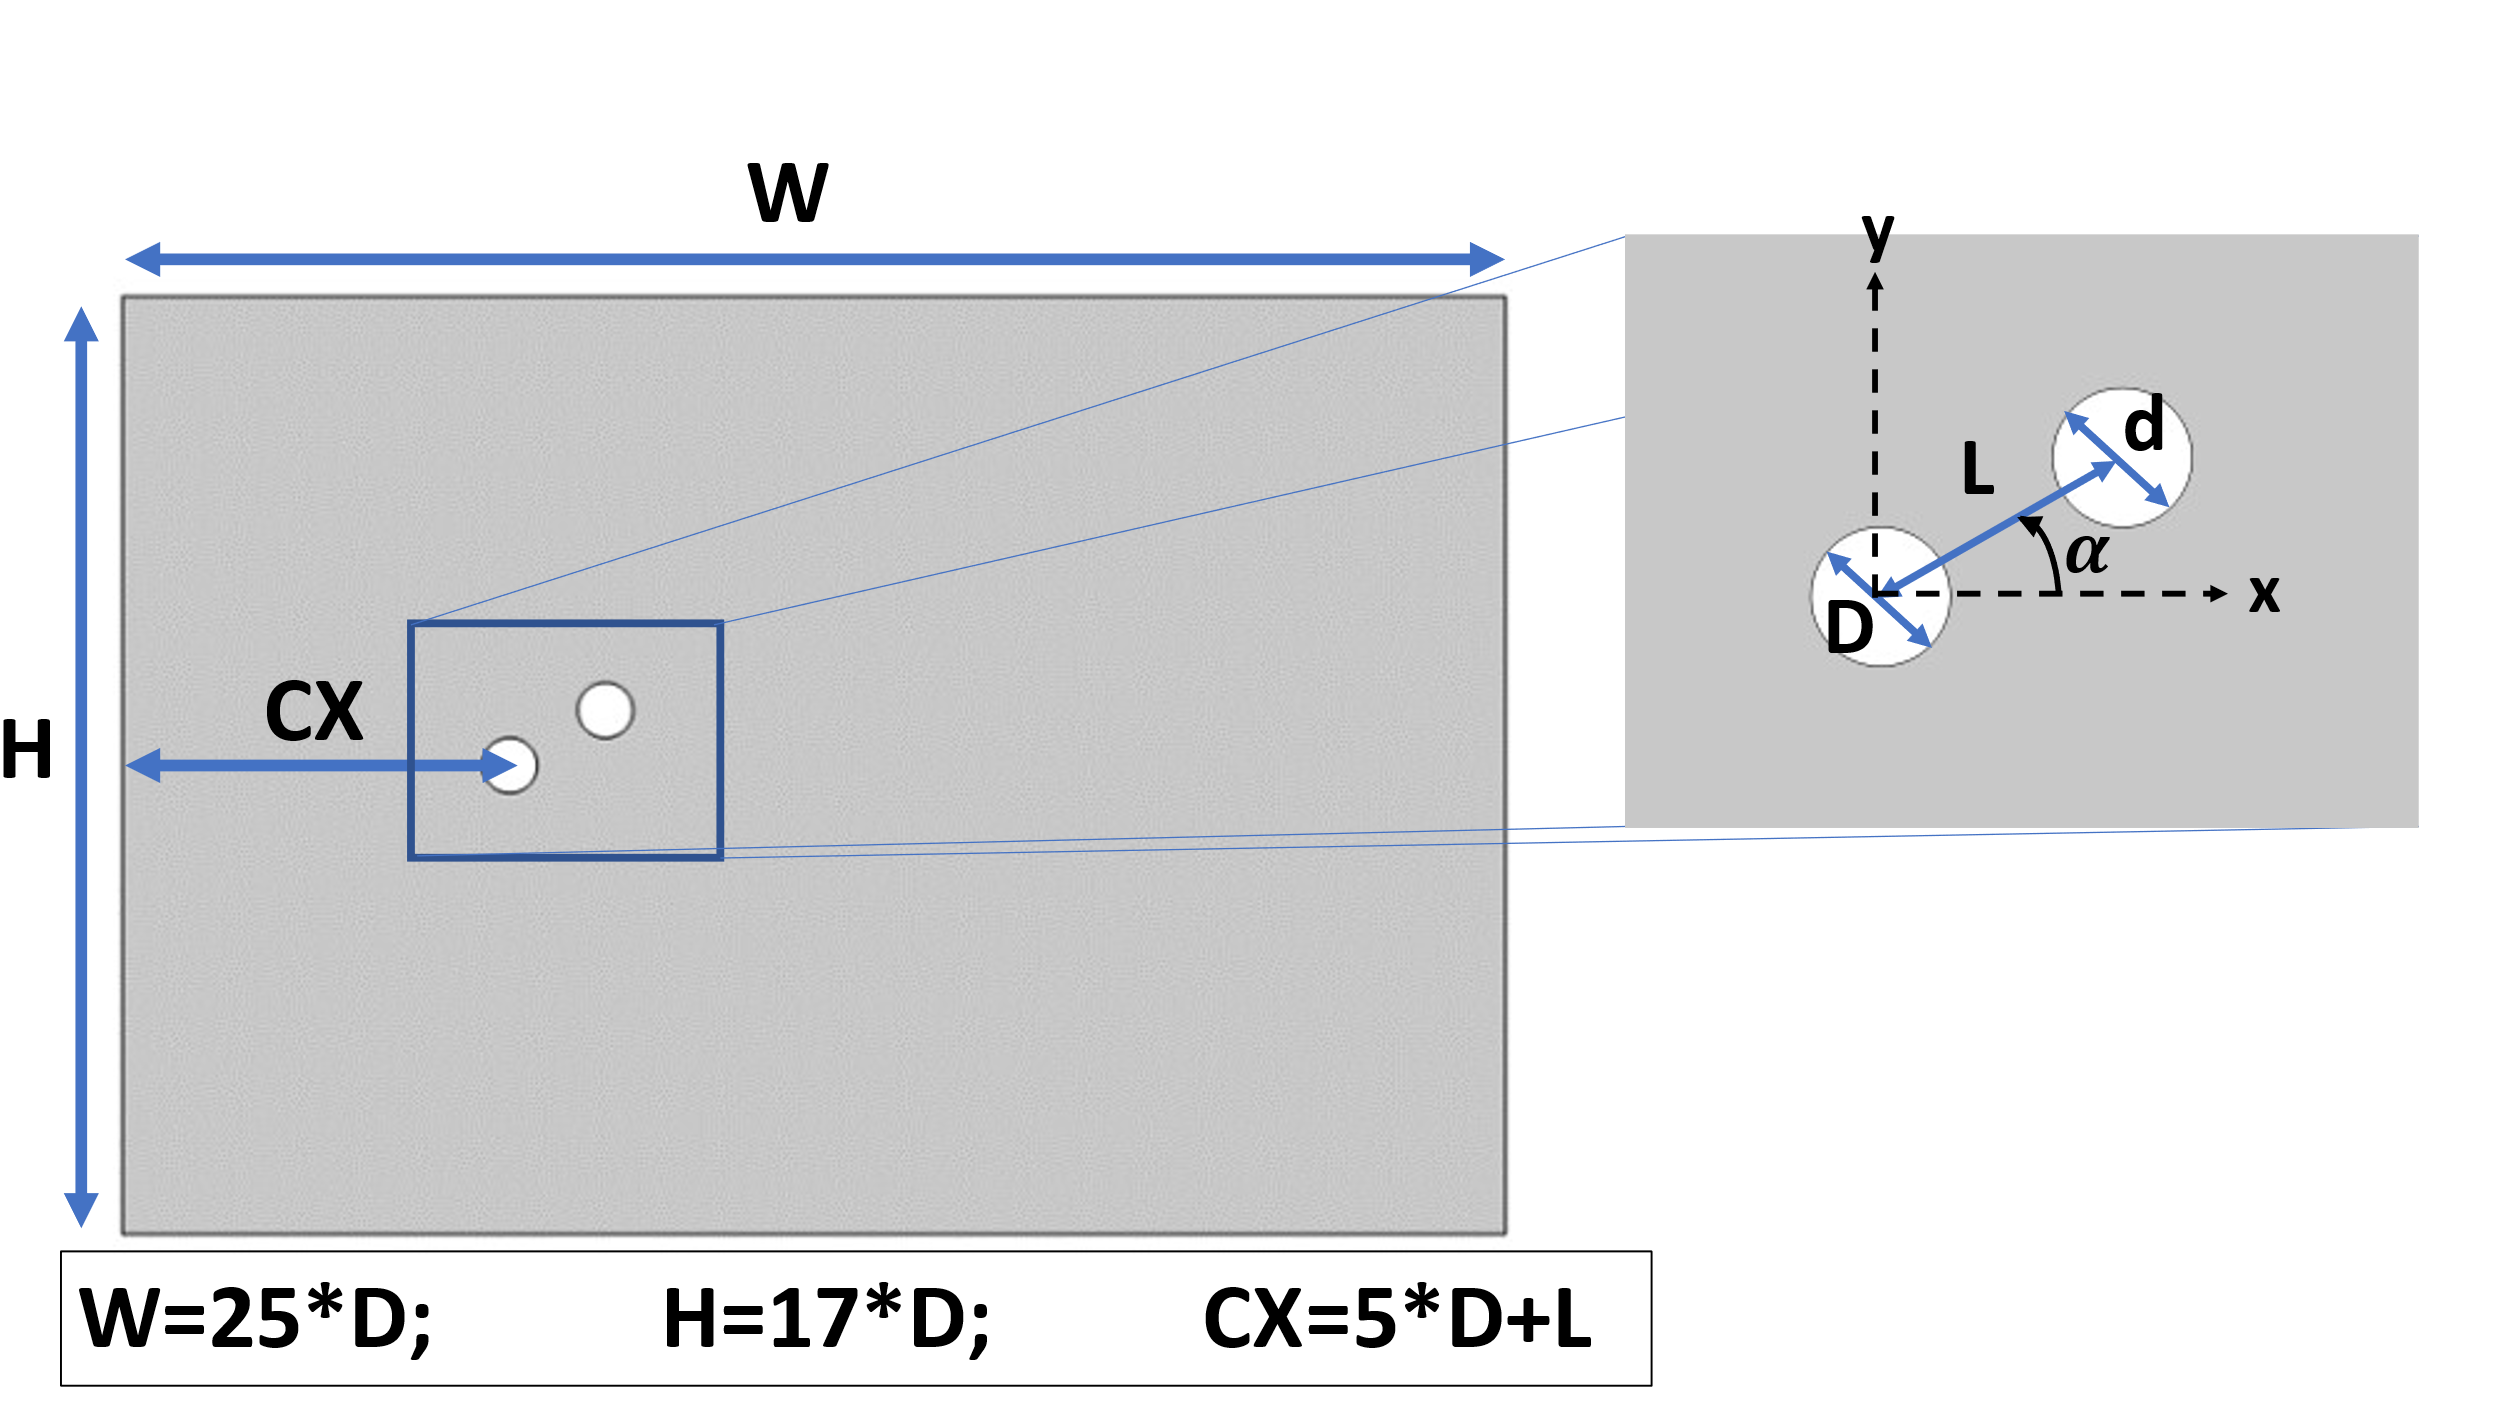 W
y
d
L
α
x
D
CX
H
W=25*D; H=17*D; CX=5*D+L